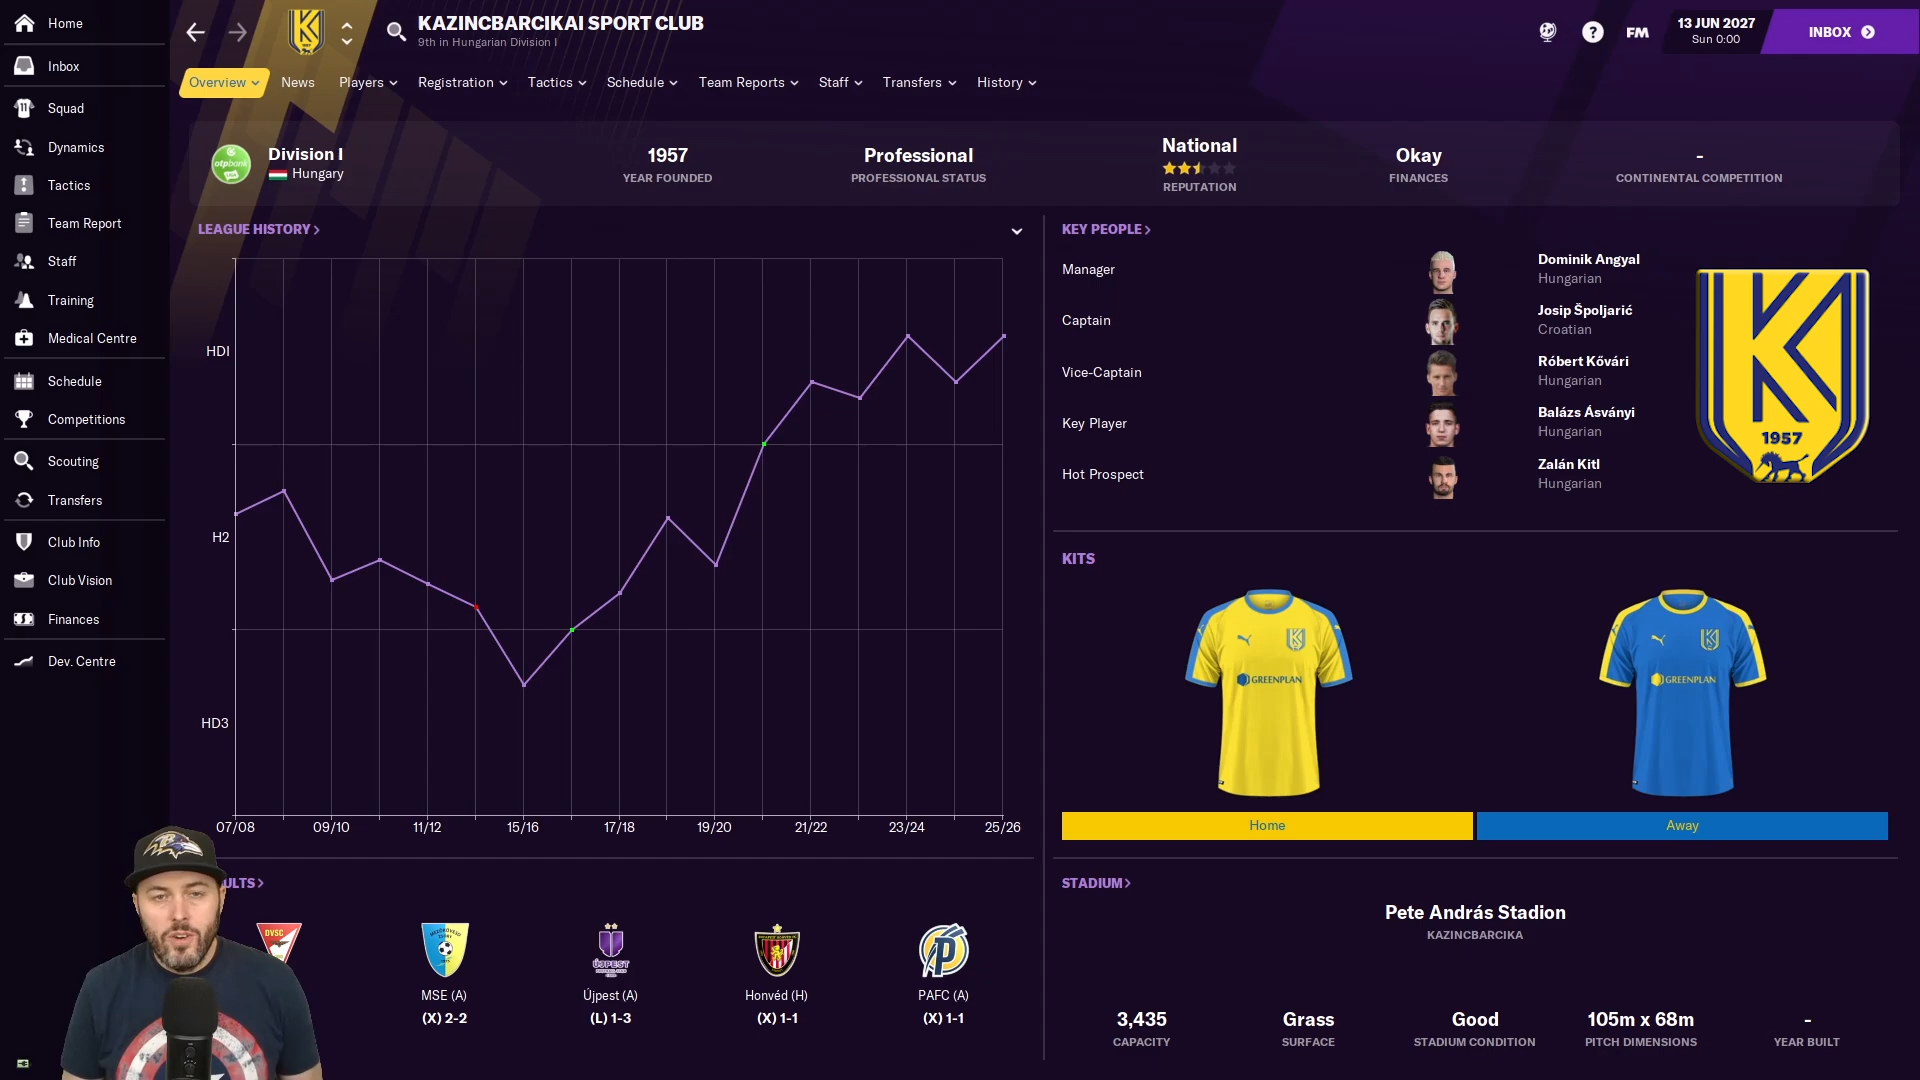 Home
Inbox
Squad
Dynamics
Tactics
Team Report
Staff
Training
Medical Centre
Schedule
Competitions
Scouting
Transfers
Club Info
Club Vision
Finances
Dev. Centre
KAZINCBARCIKAI SPORT CLUB
9th in Hungarian Division I
?
FM
13 JUN 2027
Sun 0:00
INBOX
Overview
News
Players
Registration
Tactics
Schedule
Team Reports
Staff
Transfers
History
otpbank
Division I
Hungary
1957
YEAR FOUNDED
Professional
PROFESSIONAL STATUS
National
REPUTATION
Okay
FINANCES
-
CONTINENTAL COMPETITION
LEAGUE HISTORY
HDI
H2
HD3
07/08
09/10
11/12
15/16
17/18
19/20
21/22
23/24
25/26
KEY PEOPLE
Manager
Dominik Angyal
Hungarian
Captain
Josip Špoljarić
Croatian
Vice-Captain
Róbert Kővári
Hungarian
Key Player
Balázs Ásványi
Hungarian
Hot Prospect
Zalán Kitl
Hungarian
1957
KITS
GREENPLAN
GREENPLAN
Home
Away
ULTS
DVSC
MSE (A)
(X) 2-2
ÚJPEST
Újpest (A)
(L) 1-3
Honvéd (H)
(X) 1-1
PAFC (A)
(X) 1-1
STADIUM
Pete András Stadion
KAZINCBARCIKA
3,435
CAPACITY
Grass
SURFACE
Good
STADIUM CONDITION
105m x 68m
PITCH DIMENSIONS
-
YEAR BUILT